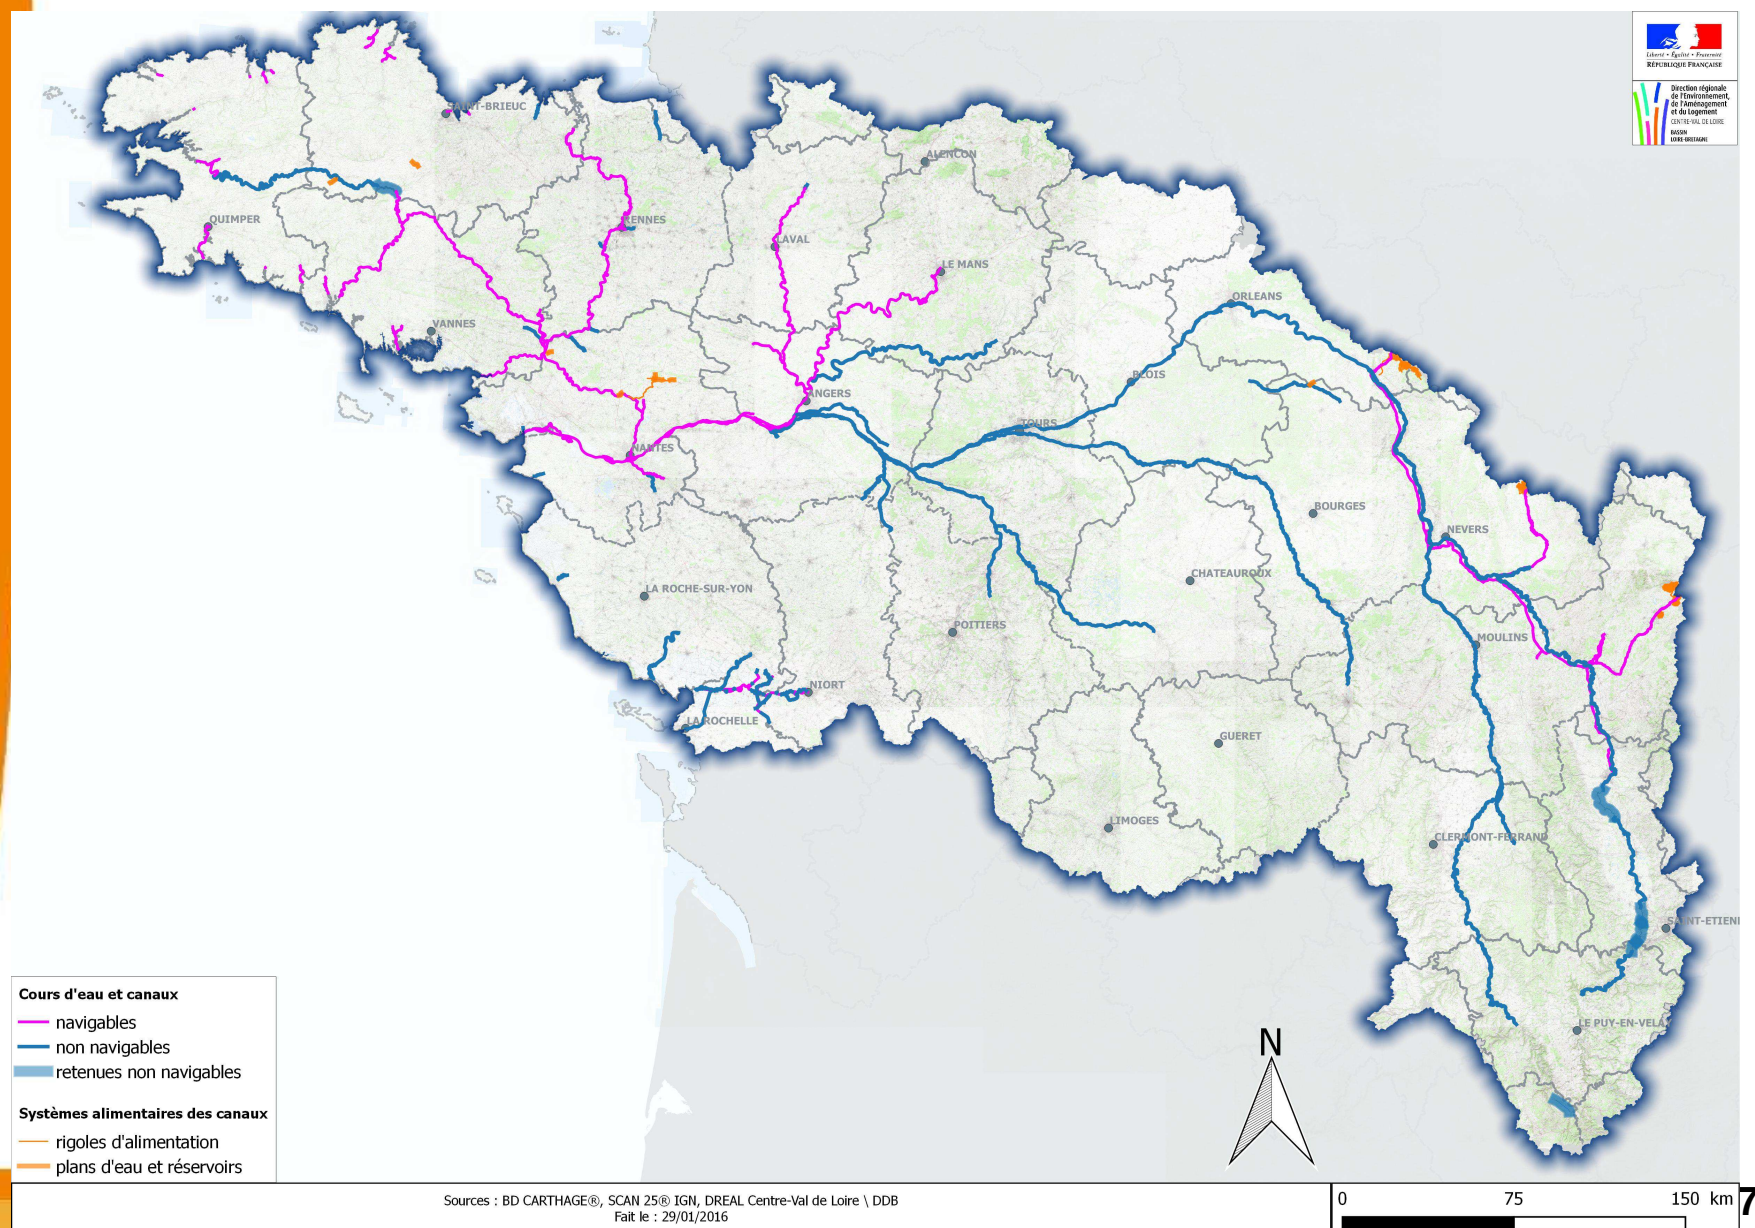 Liberté • Égalité • Fraternité
RÉPUBLIQUE FRANÇAISE
Direction régionale
de l'Environnement,
de l'Aménagement
et du Logement
CENTRE-VAL DE LOIRE
BASSIN
LOIRE-BRETAGNE
SAINT-BRIEUC
ALENCON
QUIMPER
RENNES
LAVAL
LE MANS
ORLEANS
VANNES
BLOIS
ANGERS
TOURS
NANTES
BOURGES
NEVERS
CHATEAUROUX
LA ROCHE-SUR-YON
POITIERS
MOULINS
NIORT
LA ROCHELLE
GUERET
LIMOGES
CLERMONT-FERRAND
SAINT-ETIEN
LE PUY-EN-VELA
N
Cours d'eau et canaux
navigables
non navigables
retenues non navigables
Systèmes alimentaires des canaux
rigoles d'alimentation
plans d'eau et réservoirs
Sources : BD CARTHAGE®, SCAN 25® IGN, DREAL Centre-Val de Loire \ DDB
Fait le : 29/01/2016
0 75 150 km
7